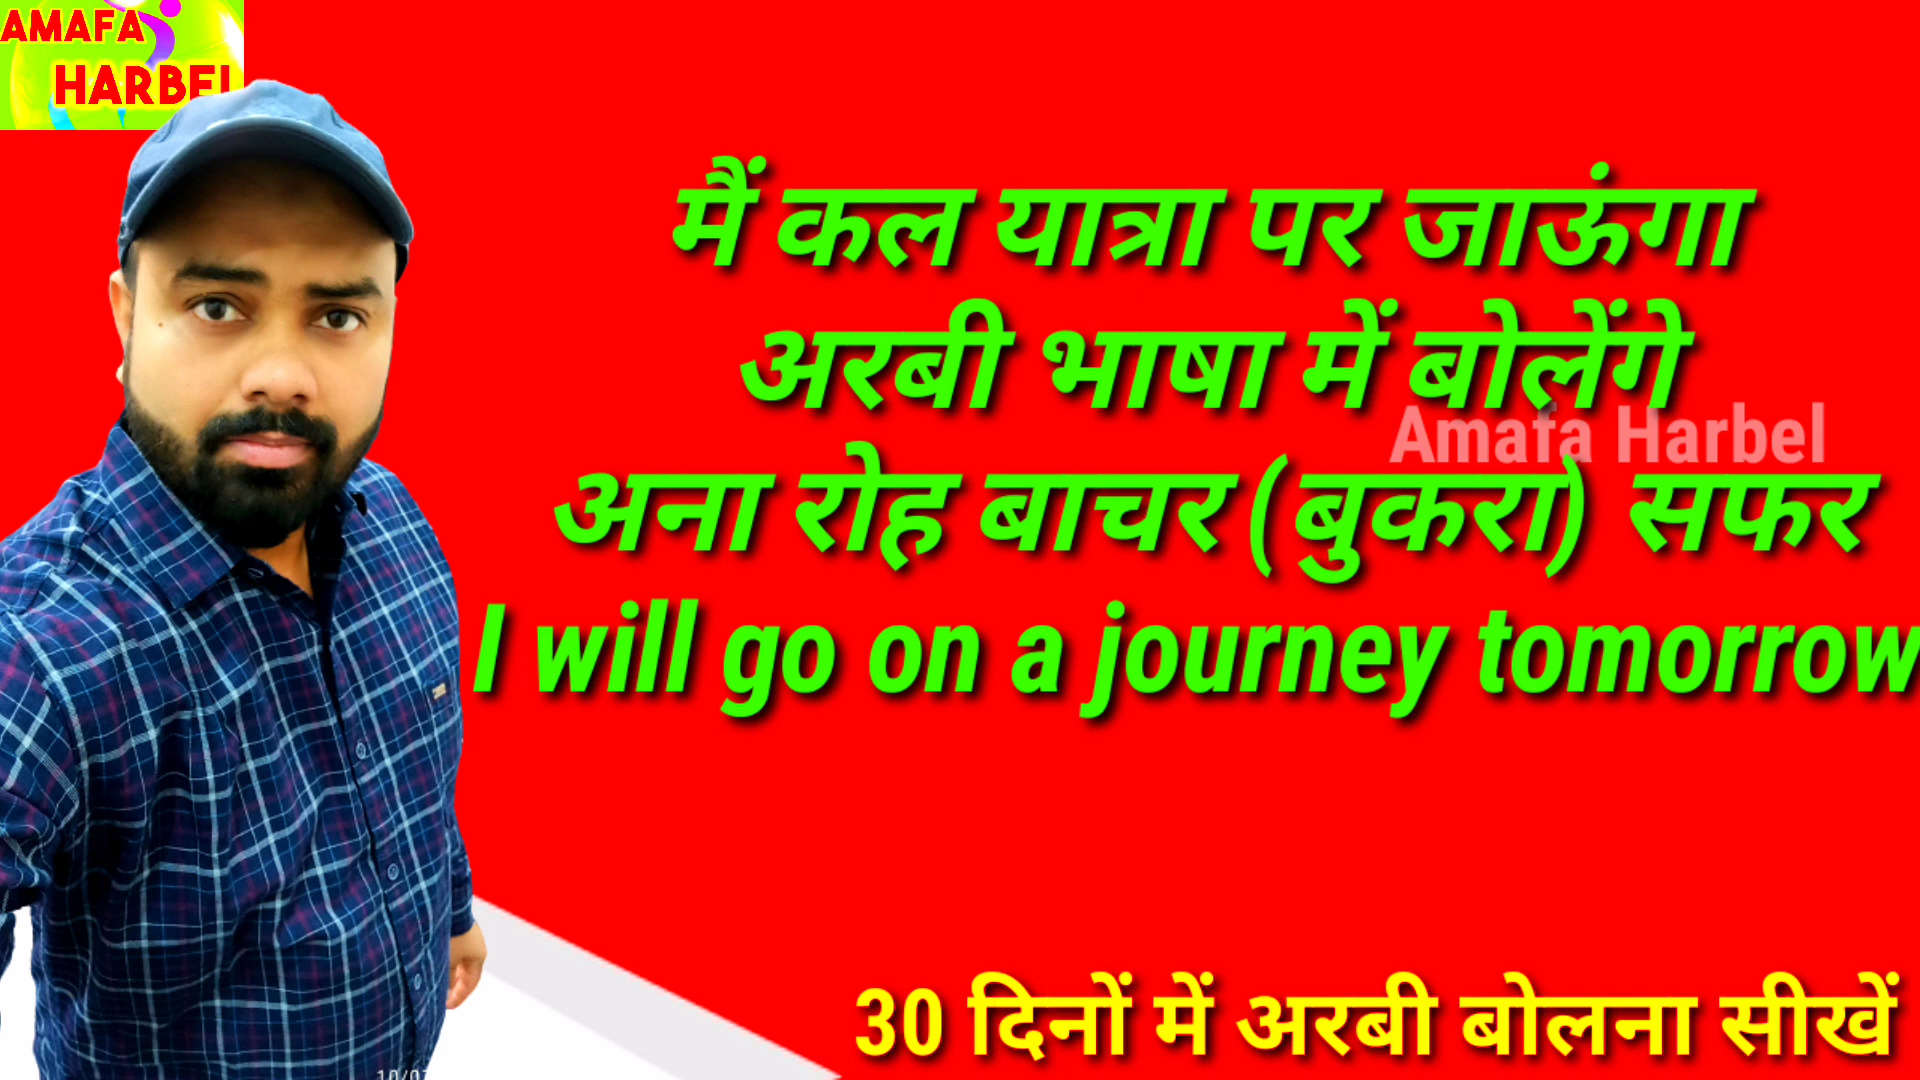 AMAFA
HARBEL
मैं कल यात्रा पर जाऊंगा
अरबी भाषा में बोलेंगे
Amafa Harbel
अना रोह बाचर (बुकरा) सफर
I will go on a journey tomorrow
30 दिनों में अरबी बोलना सीखें